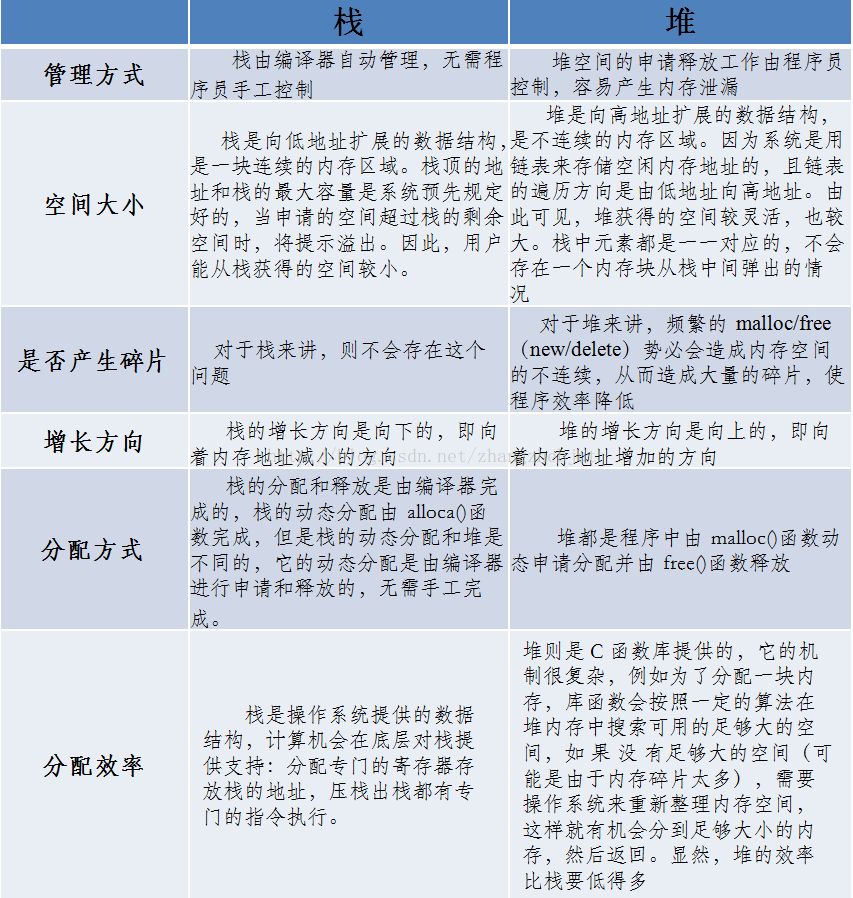 栈
堆
管理方式
栈由编译器自动管理，无需程
序员手工控制
堆空间的申请释放工作由程序员
控制，容易产生内存泄漏
空间大小
栈是向低地址扩展的数据结构，
是一块连续的内存区域。栈顶的地
址和栈的最大容量是系统预先规定
好的，当申请的空间超过栈的剩余
空间时，将提示溢出。因此，用户
能从栈获得的空间较小。
堆是向高地址扩展的数据结构，
是不连续的内存区域。因为系统是用
链表来存储空闲内存地址的，且链表
的遍历方向是由低地址向高地址。由
此可见，堆获得的空间较灵活，也较
大。栈中元素都是一一对应的，不会
存在一个内存块从栈中间弹出的情
况
是否产生碎片
对于栈来讲，则不会存在这个
问题
对于堆来讲，频繁的 malloc/free
（new/delete）势必会造成内存空间
的不连续，从而造成大量的碎片，使
程序效率降低
增长方向
栈的增长方向是向下的，即向
着内存地址减小的方向
堆的增长方向是向上的，即向
着内存地址增加的方向
分配方式
栈的分配和释放是由编译器完
成的，栈的动态分配由 alloca()函
数完成，但是栈的动态分配和堆是
不同的，它的动态分配是由编译器
进行申请和释放的，无需手工完
成。
堆都是程序中由 malloc()函数动
态申请分配并由 free()函数释放
分配效率
栈是操作系统提供的数据
结构，计算机会在底层对栈提
供支持：分配专门的寄存器存
放栈的地址，压栈出栈都有专
门的指令执行。
堆则是 C 函数库提供的，它的机
制很复杂，例如为了分配一块内
存，库函数会按照一定的算法在
堆内存中搜索可用的足够大的空
间，如 果 没 有足够大的空间（可
能是由于内存碎片太多），需要
操作系统来重新整理内存空间，
这样就有机会分到足够大小的内
存，然后返回。显然，堆的效率
比栈要低得多